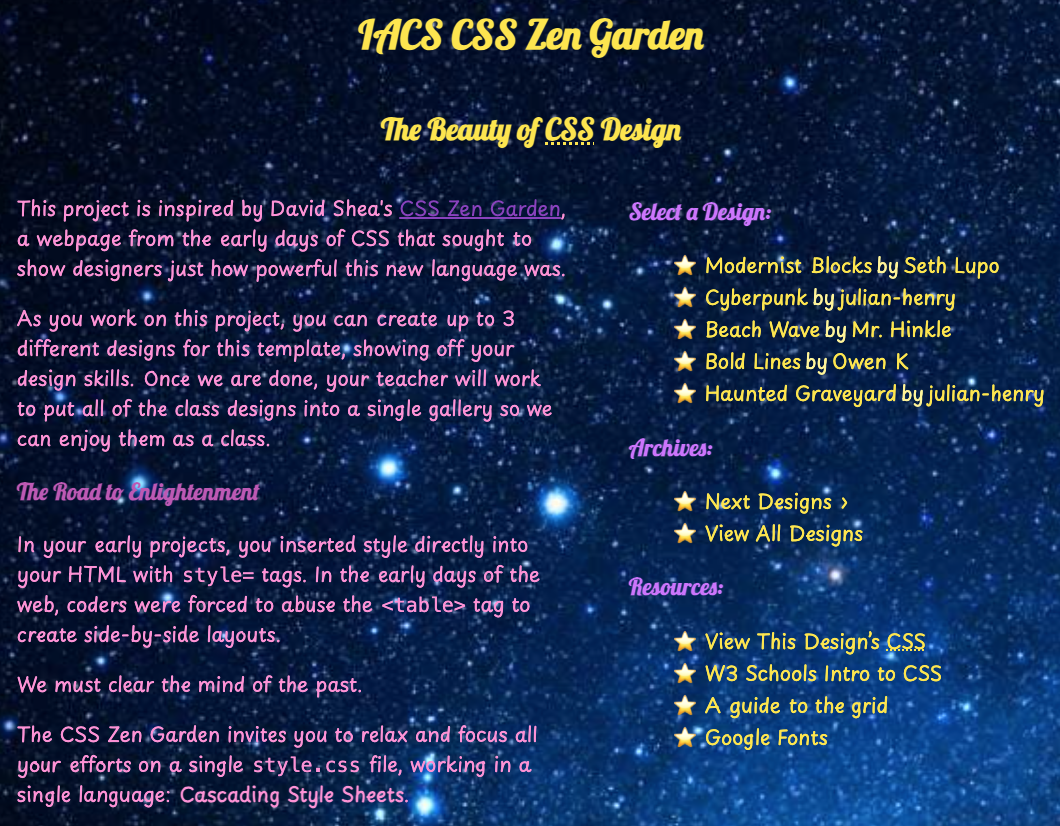 IACS CSS Zen Garden
The Beauty of CSS Design
This project is inspired by David Shea's CSS Zen Garden,
a webpage from the early days of CSS that sought to
show designers just how powerful this new language was.
As you work on this project, you can create up to 3
different designs for this template, showing off your
design skills. Once we are done, your teacher will work
to put all of the class designs into a single gallery so we
can enjoy them as a class.
The Road to Enlightenment
In your early projects, you inserted style directly into
your HTML with style= tags. In the early days of the
web, coders were forced to abuse the <table> tag to
create side-by-side layouts.
We must clear the mind of the past.
The CSS Zen Garden invites you to relax and focus all
your efforts on a single style.css file, working in a
single language: Cascading Style Sheets.
Select a Design:
Modernist Blocks by Seth Lupo
Cyberpunk by julian-henry
Beach Wave by Mr. Hinkle
Bold Lines by Owen K
Haunted Graveyard by julian-henry
Archives:
Next Designs ›
View All Designs
Resources:
View This Design's CSS
W3 Schools Intro to CSS
A guide to the grid
Google Fonts